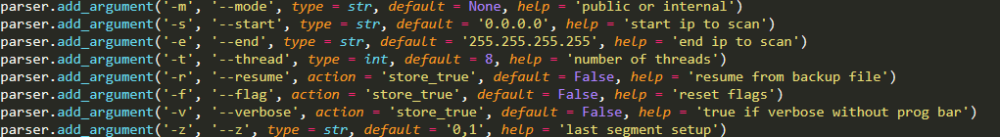 parser.add_argument('-m', '--mode', type = str, default = None, help = 'public or internal')
parser.add_argument('-s', '--start', type = str, default = '0.0.0.0', help = 'start ip to scan')
parser.add_argument('-e', '--end', type = str, default = '255.255.255.255', help = 'end ip to scan')
parser.add_argument('-t', '--thread', type = int, default = 8, help = 'number of threads')
parser.add_argument('-r', '--resume', action = 'store_true', default = False, help = 'resume from backup file')
parser.add_argument('-f', '--flag', action = 'store_true', default = False, help = 'reset flags')
parser.add_argument('-v', '--verbose', action = 'store_true', default = False, help = 'true if verbose without prog bar')
parser.add_argument('-z', '--z', type = str, default = '0,1', help = 'last segment setup')